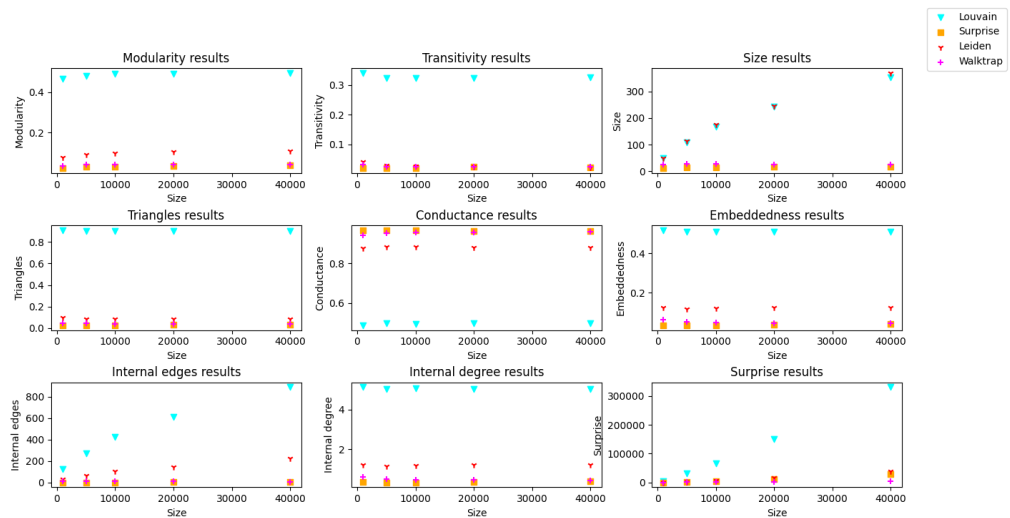 Louvain
Surprise
Leiden
Walktrap
Modularity results
Modularity
0.4
0.2
0 10000 20000 30000 40000
Size
Transitivity results
Transitivity
0.3
0.2
0.1
0 10000 20000 30000 40000
Size
Size results
Size
300
200
100
0
0 10000 20000 30000 40000
Size
Triangles results
Triangles
0.8
0.6
0.4
0.2
0.0
0 10000 20000 30000 40000
Size
Conductance results
Conductance
0.8
0.6
0 10000 20000 30000 40000
Size
Embeddedness results
Embeddedness
0.4
0.2
0 10000 20000 30000 40000
Size
Internal edges results
Internal edges
800
600
400
200
0
0 10000 20000 30000 40000
Size
Internal degree results
Internal degree
4
2
0 10000 20000 30000 40000
Size
Surprise results
Surprise
300000
200000
100000
0
0 10000 20000 30000 40000
Size